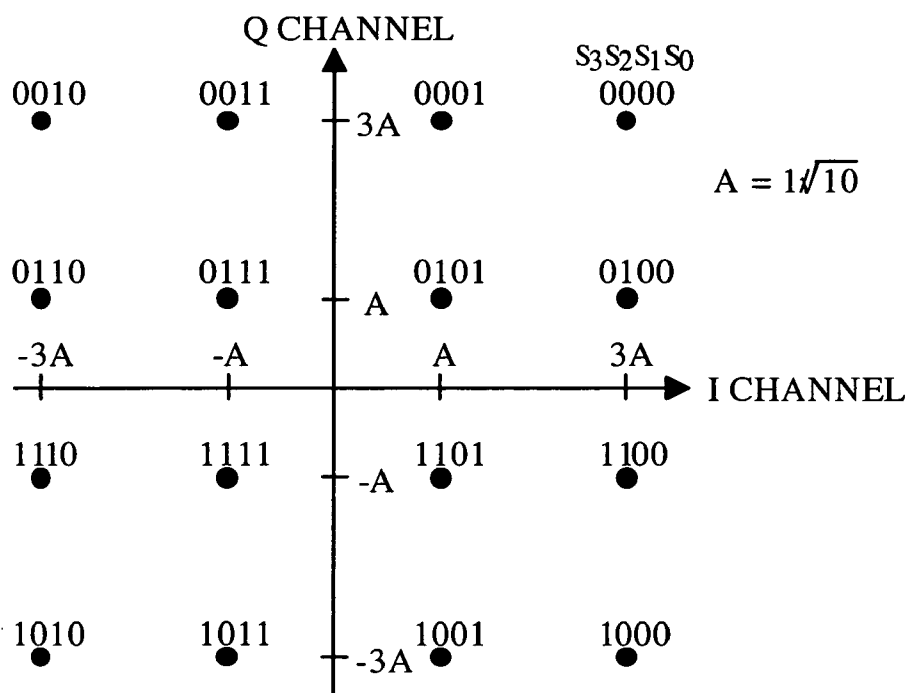 Q CHANNEL
S3S2S1S0
0010 0011 0001 0000
3A
A = 1/√10
0110 0111 0101 0100
A
-3A -A A 3A
I CHANNEL
1110 1111 1101 1100
-A
1010 1011 1001 1000
-3A